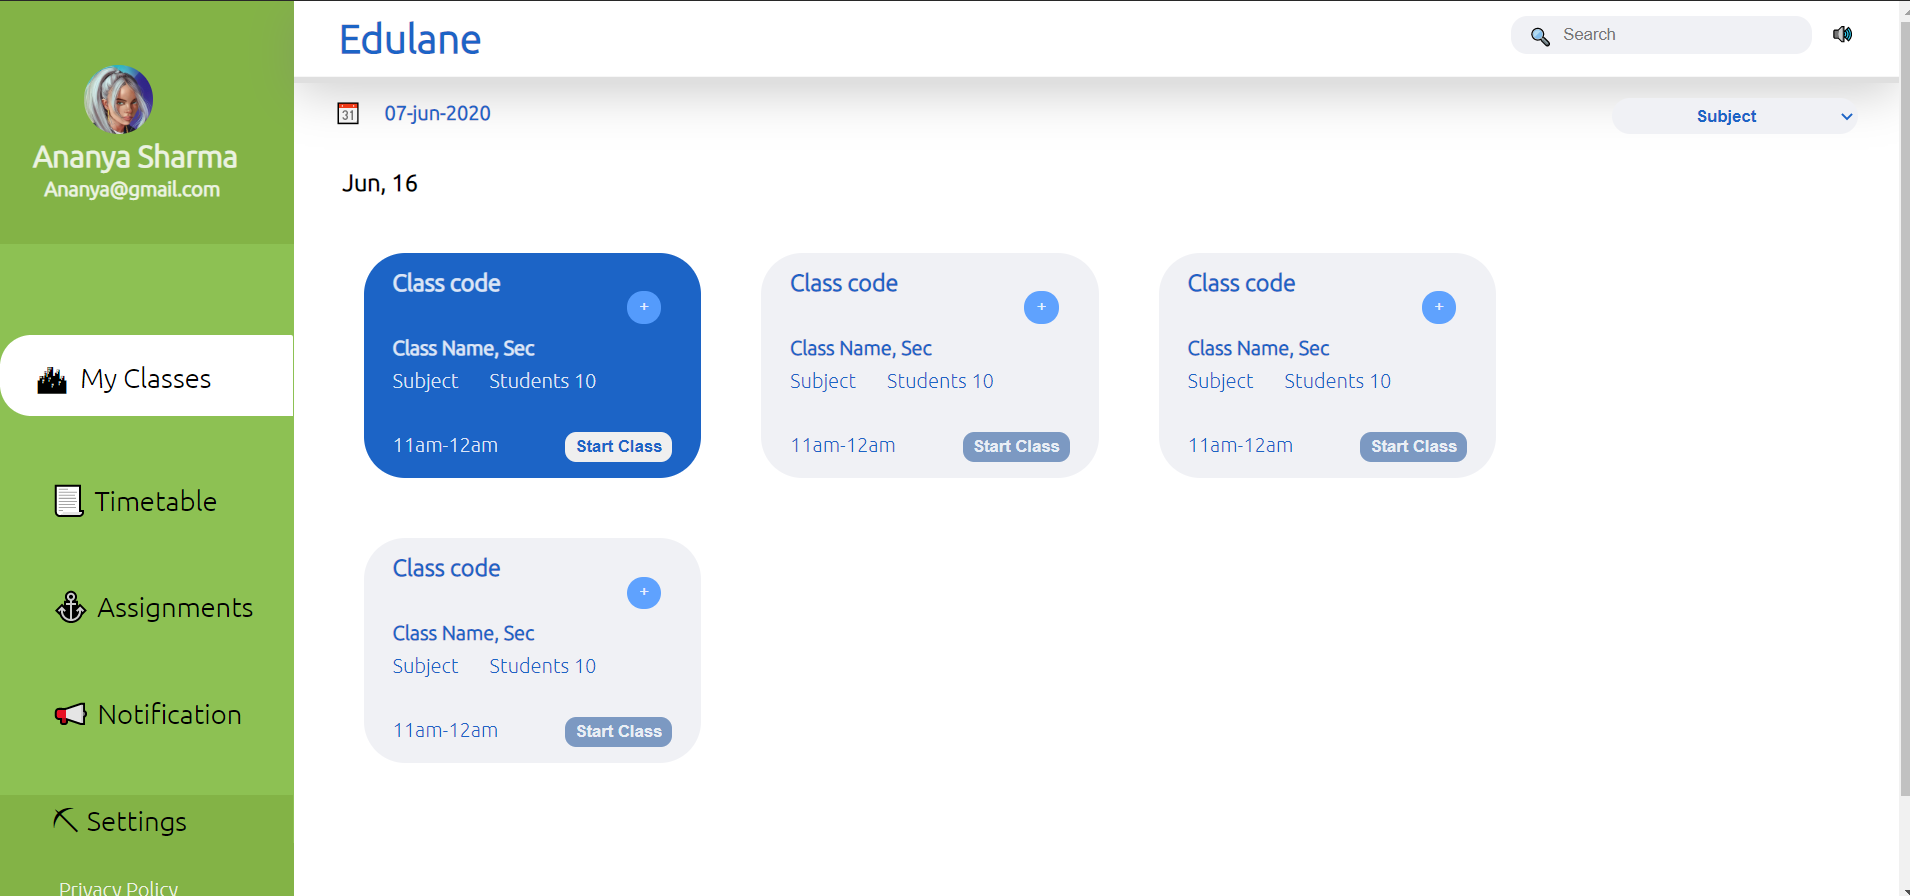 Edulane
Search
Ananya Sharma
Ananya@gmail.com
31 07-jun-2020
Subject
Jun, 16
My Classes
Timetable
Assignments
Notification
Settings
Privacy Policy
Class code
+
Class Name, Sec
Subject Students 10
11am-12am Start Class
Class code
+
Class Name, Sec
Subject Students 10
11am-12am Start Class
Class code
+
Class Name, Sec
Subject Students 10
11am-12am Start Class
Class code
+
Class Name, Sec
Subject Students 10
11am-12am Start Class